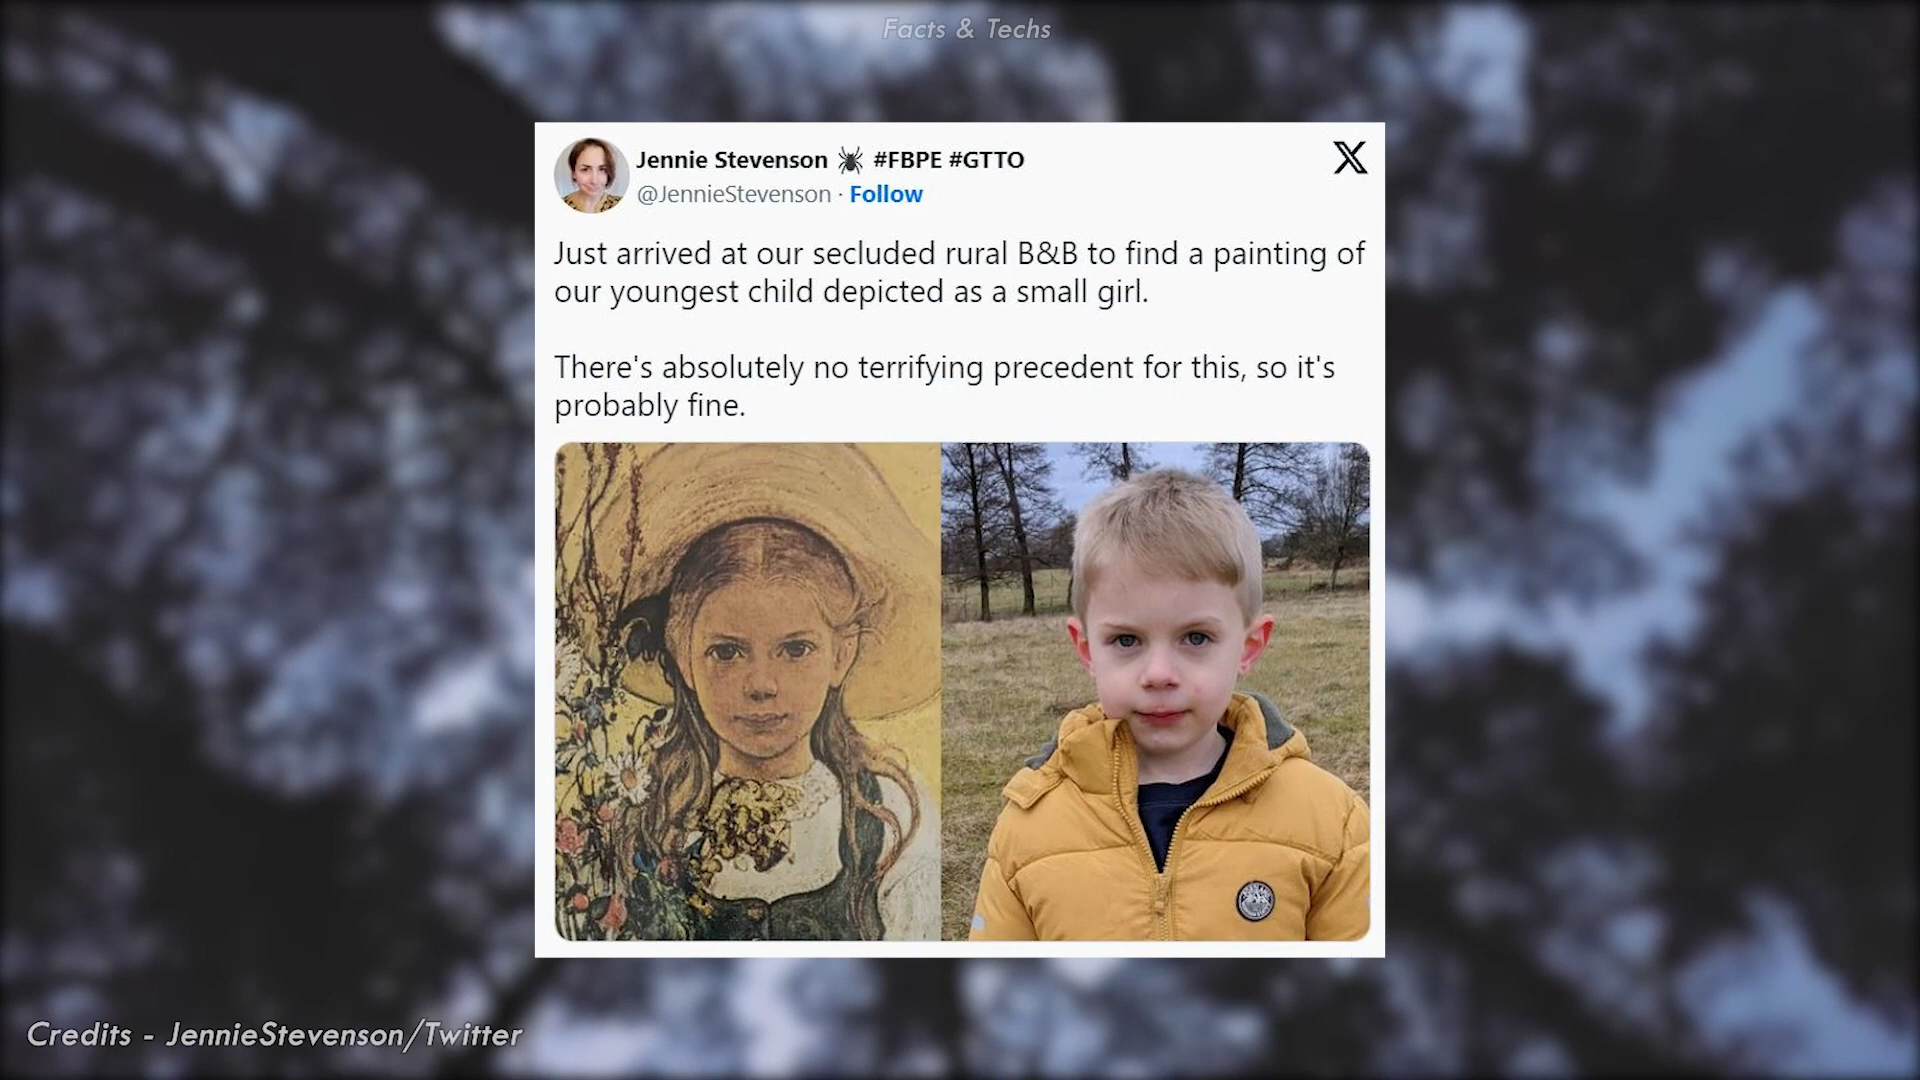 Facts & Techs
Jennie Stevenson 🕷 #FBPE #GTTO
@JennieStevenson · Follow
Just arrived at our secluded rural B&B to find a painting of
our youngest child depicted as a small girl.
There's absolutely no terrifying precedent for this, so it's
probably fine.
Credits - JennieStevenson/Twitter